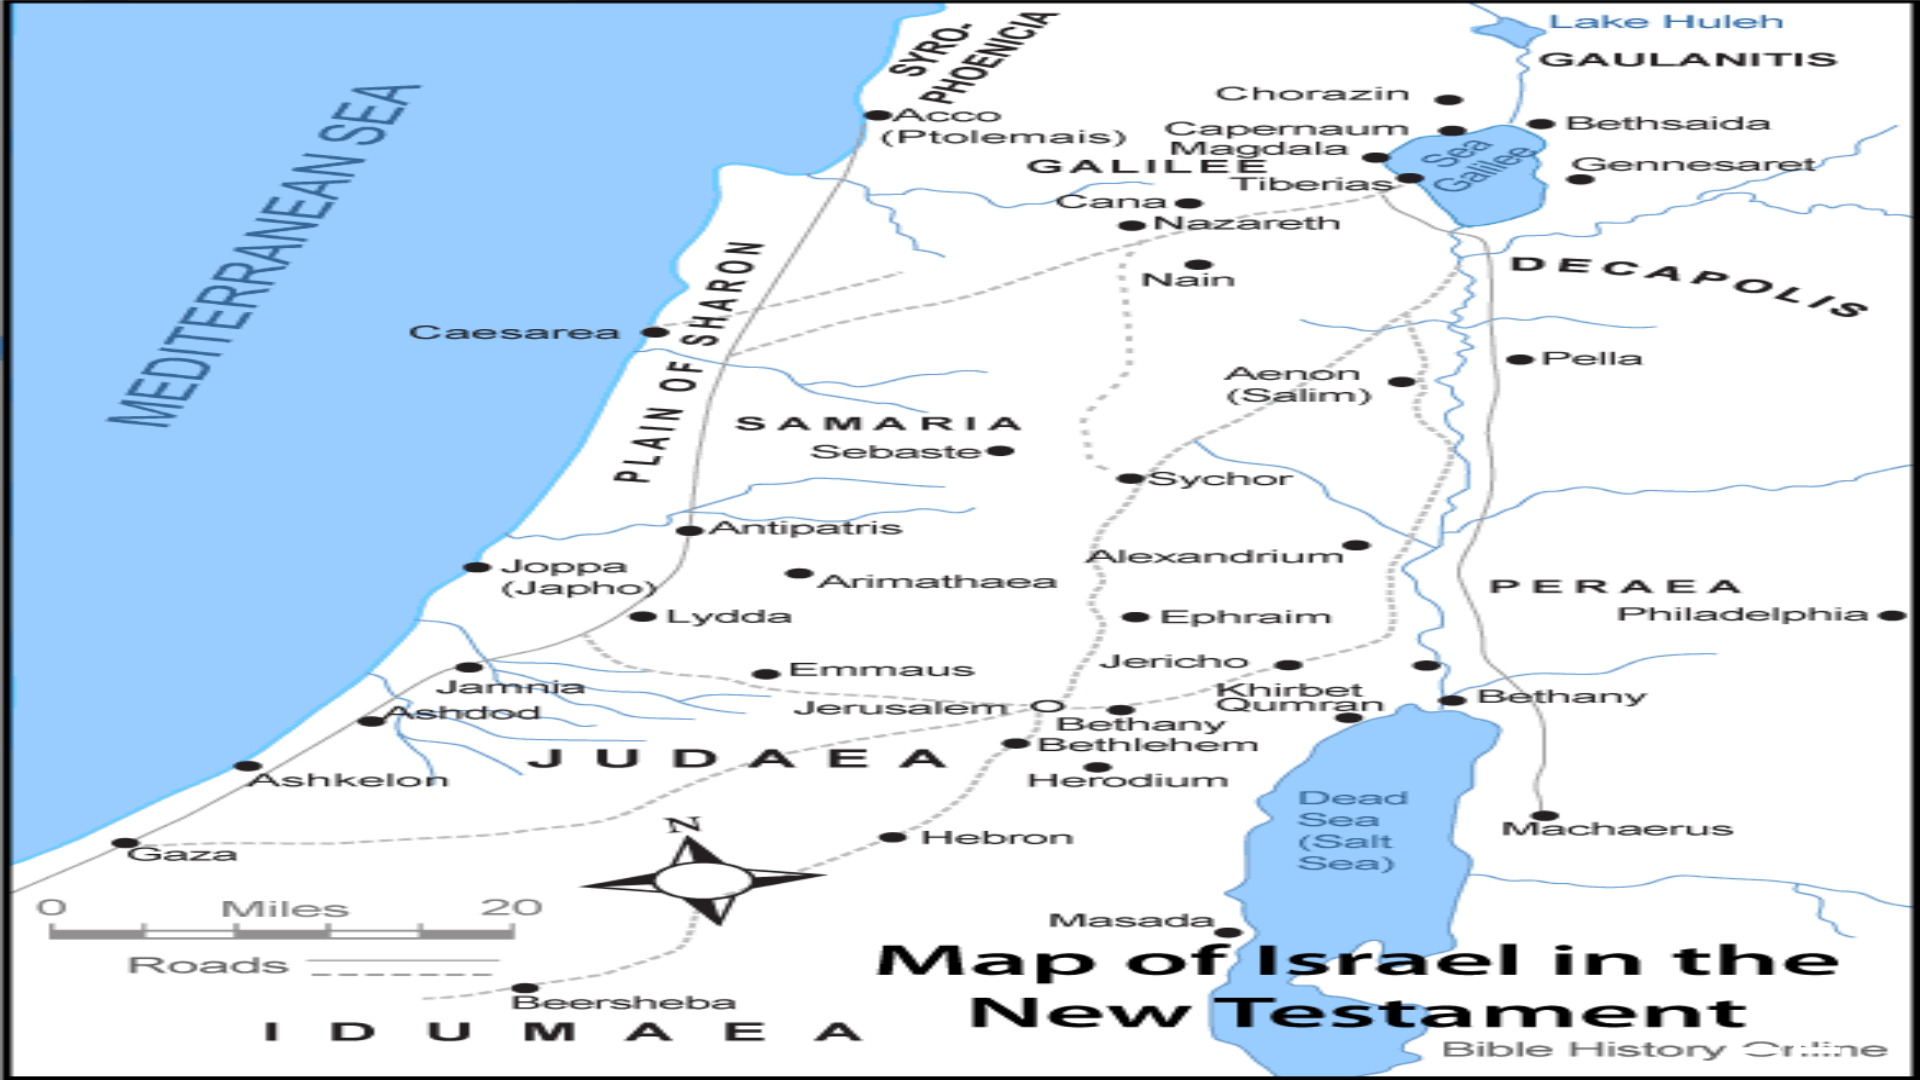 Lake Huleh
SYRO-
PHOENICIA
GAULANITIS
MEDITERRANEAN SEA
Chorazin
Acco
(Ptolemais)
Capernaum
Bethsaida
Magdala
Sea
Galilee
GALILEE
Gennesaret
Tiberias
Cana
Nazareth
Nain
DECAPOLIS
PLAIN OF SHARON
Caesarea
Pella
Aenon
(Salim)
SAMARIA
Sebaste
Sychor
Antipatris
Alexandrium
Joppa
(Japho)
Arimathaea
PERAEA
Lydda
Ephraim
Philadelphia
Emmaus
Jericho
Jamnia
Khirbet
Qumran
Bethany
Ashdod
Jerusalem
Bethany
JUDAEA
Bethlehem
Ashkelon
Herodium
Dead
Sea
(Salt
Sea)
N
Machaerus
Gaza
Hebron
0 Miles 20
Masada
Roads
Map of Israel in the
New Testament
Beersheba
IDUMAEA
Bible History Online